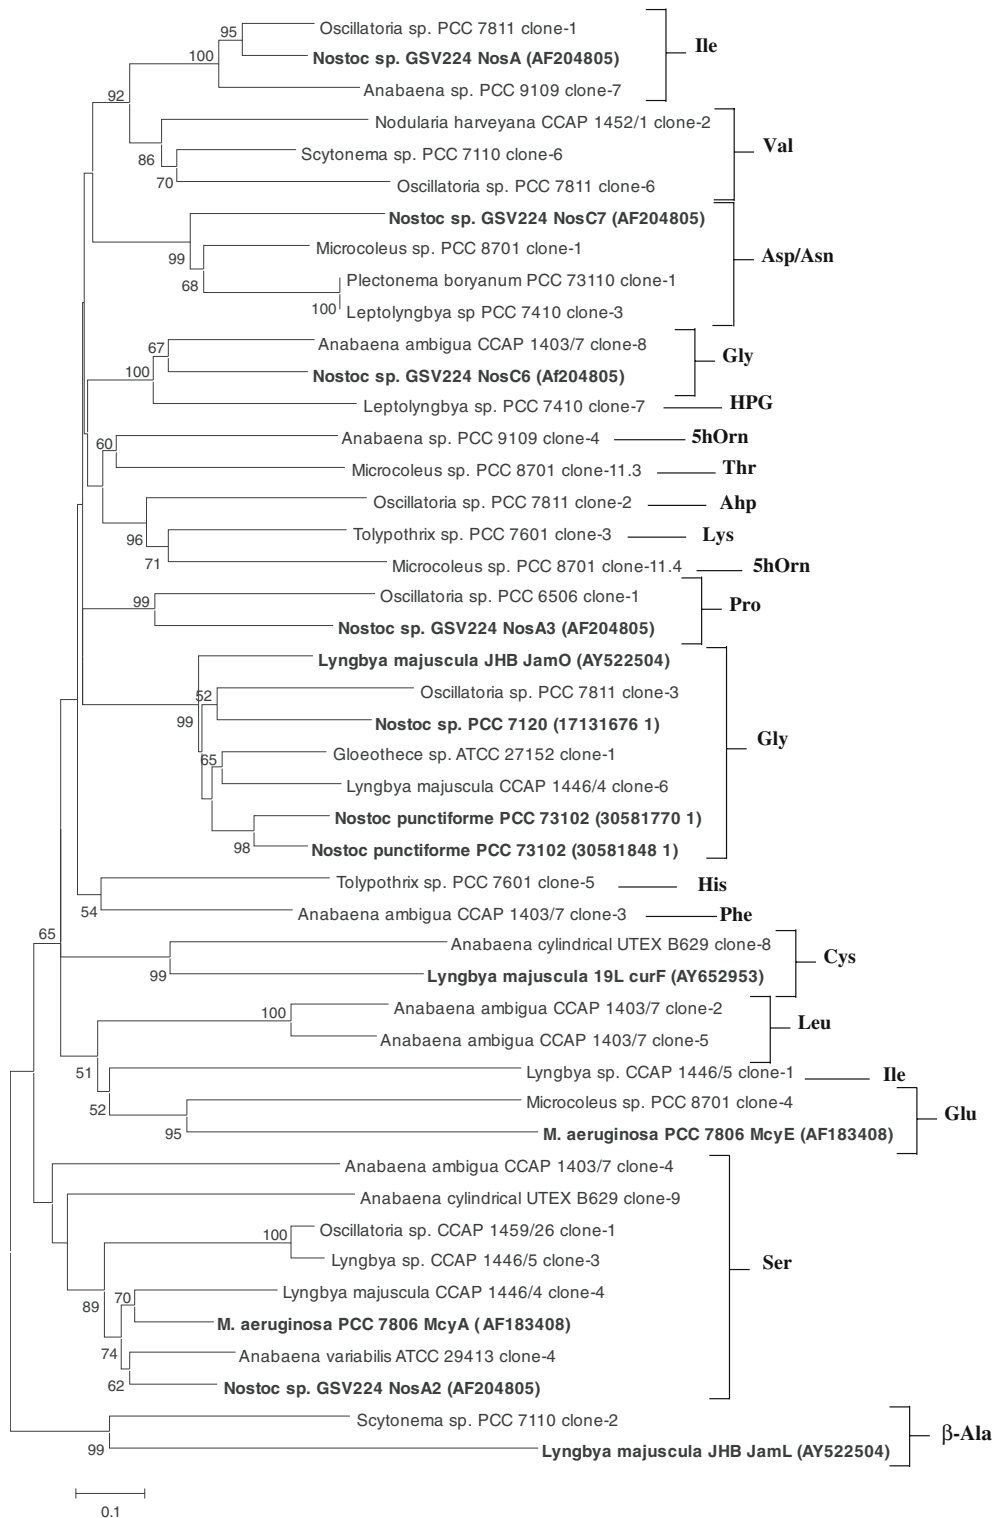 Oscillatoria sp. PCC 7811 clone-1
95
Ile
Nostoc sp. GSV224 NosA (AF204805)
100
Anabaena sp. PCC 9109 clone-7
92
Nodularia harveyana CCAP 1452/1 clone-2
Val
Scytonema sp. PCC 7110 clone-6
86
70
Oscillatoria sp. PCC 7811 clone-6
Nostoc sp. GSV224 NosC7 (AF204805)
Microcoleus sp. PCC 8701 clone-1
Asp/Asn
99
Plectonema boryanum PCC 73110 clone-1
68
100
Leptolyngbya sp PCC 7410 clone-3
Anabaena ambigua CCAP 1403/7 clone-8
67
Gly
100
Nostoc sp. GSV224 NosC6 (Af204805)
Leptolyngbya sp. PCC 7410 clone-7
HPG
60
Anabaena sp. PCC 9109 clone-4
5hOrn
Microcoleus sp. PCC 8701 clone-11.3
Thr
Oscillatoria sp. PCC 7811 clone-2
Ahp
96
Tolypothrix sp. PCC 7601 clone-3
Lys
71
Microcoleus sp. PCC 8701 clone-11.4
5hOrn
99
Oscillatoria sp. PCC 6506 clone-1
Pro
Nostoc sp. GSV224 NosA3 (AF204805)
Lyngbya majuscula JHB JamO (AY522504)
52
Oscillatoria sp. PCC 7811 clone-3
99
Nostoc sp. PCC 7120 (17131676 1)
Gly
65
Gloeothece sp. ATCC 27152 clone-1
Lyngbya majuscula CCAP 1446/4 clone-6
Nostoc punctiforme PCC 73102 (30581770 1)
98
Nostoc punctiforme PCC 73102 (30581848 1)
Tolypothrix sp. PCC 7601 clone-5
His
54
Anabaena ambigua CCAP 1403/7 clone-3
Phe
65
Anabaena cylindrical UTEX B629 clone-8
Cys
99
Lyngbya majuscula 19L curF (AY652953)
Anabaena ambigua CCAP 1403/7 clone-2
100
Leu
Anabaena ambigua CCAP 1403/7 clone-5
51
Lyngbya sp. CCAP 1446/5 clone-1
Ile
52
Microcoleus sp. PCC 8701 clone-4
Glu
95
M. aeruginosa PCC 7806 McyE (AF183408)
Anabaena ambigua CCAP 1403/7 clone-4
Anabaena cylindrical UTEX B629 clone-9
100
Oscillatoria sp. CCAP 1459/26 clone-1
Lyngbya sp. CCAP 1446/5 clone-3
Ser
Lyngbya majuscula CCAP 1446/4 clone-4
70
89
M. aeruginosa PCC 7806 McyA ( AF183408)
74
Anabaena variabilis ATCC 29413 clone-4
62
Nostoc sp. GSV224 NosA2 (AF204805)
Scytonema sp. PCC 7110 clone-2
β-Ala
99
Lyngbya majuscula JHB JamL (AY522504)
0.1